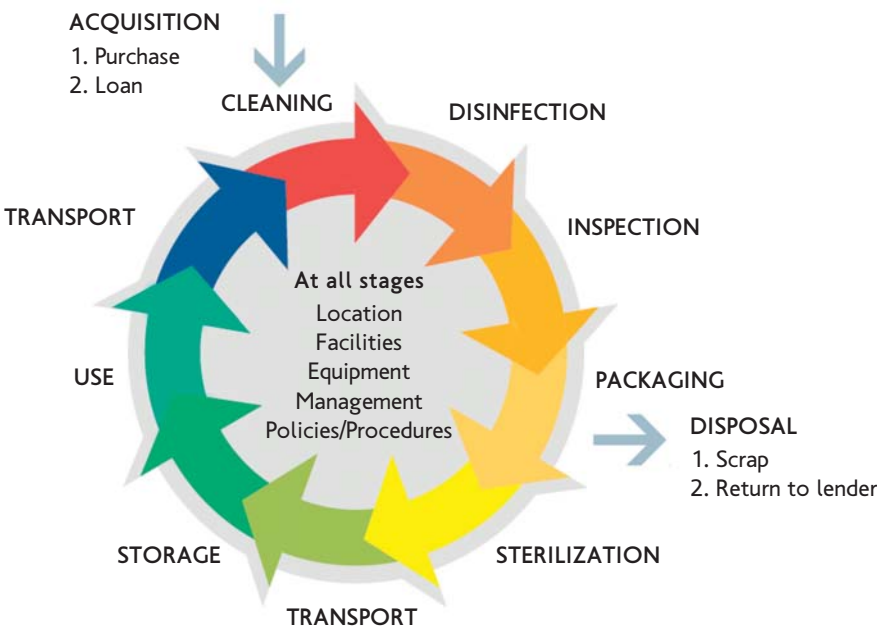 ACQUISITION
1. Purchase
2. Loan
CLEANING
DISINFECTION
INSPECTION
PACKAGING
DISPOSAL
1. Scrap
2. Return to lender
STERILIZATION
TRANSPORT
STORAGE
USE
TRANSPORT
At all stages
Location
Facilities
Equipment
Management
Policies/Procedures